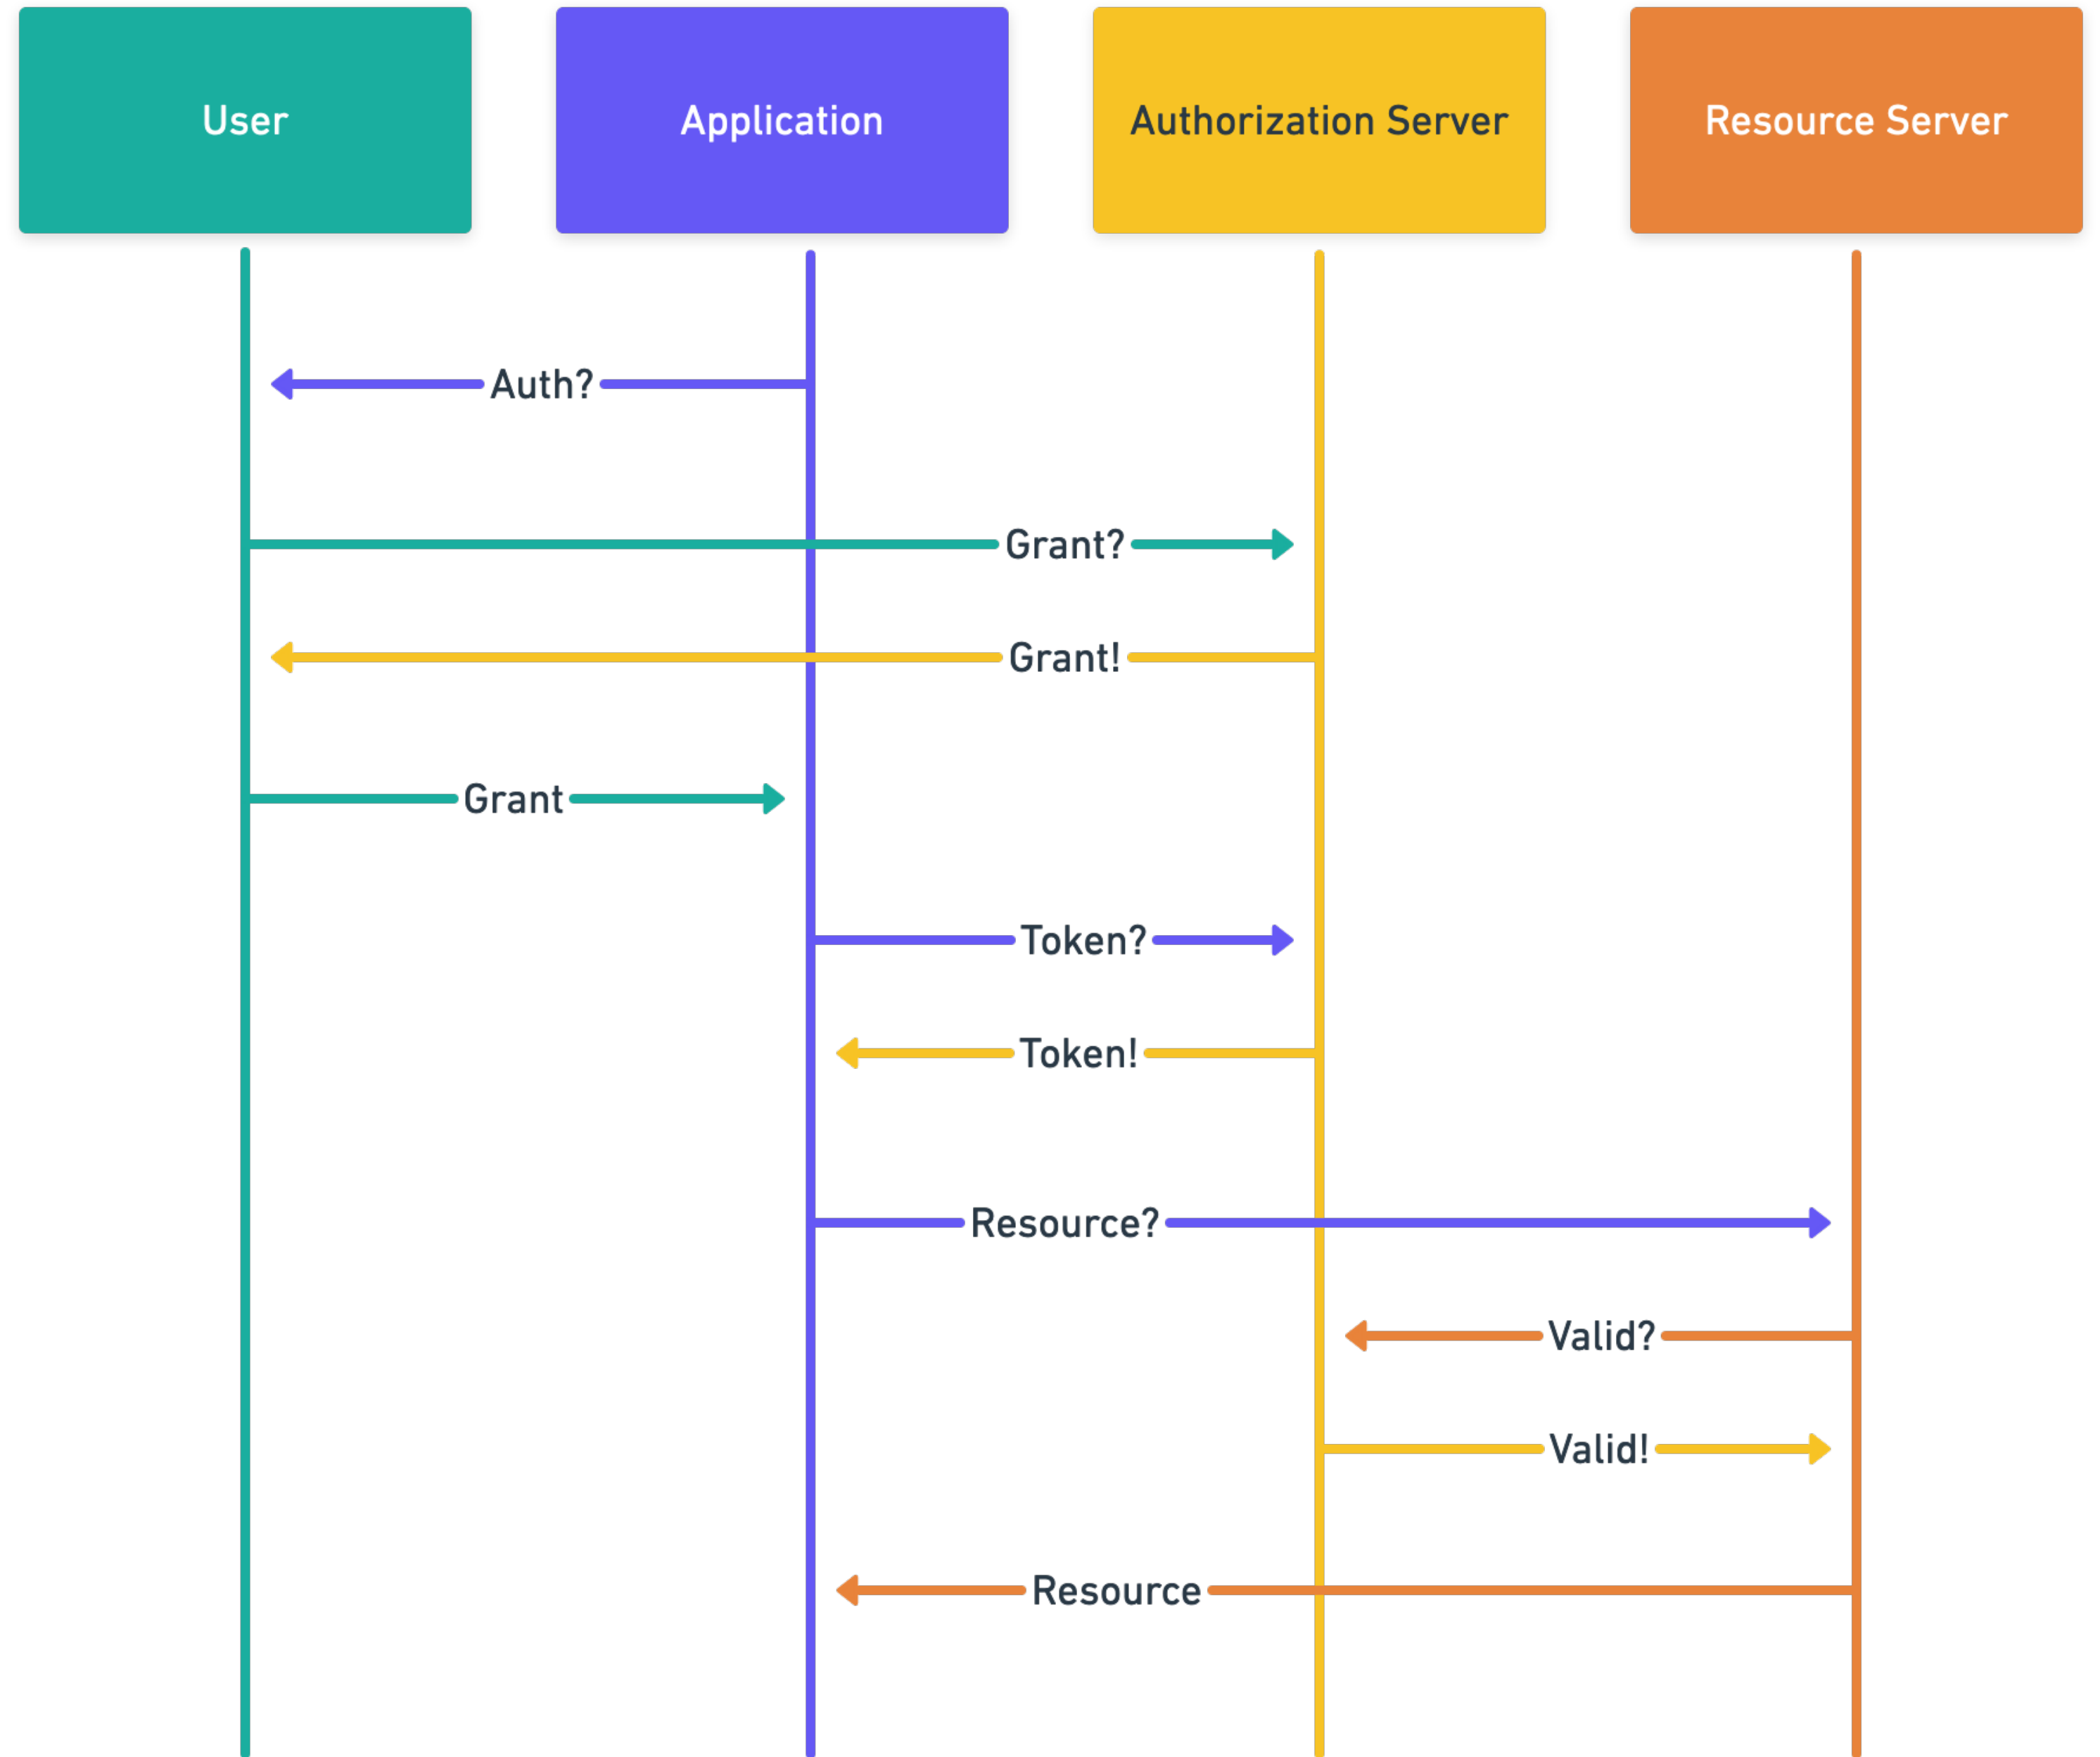 User
Application
Authorization Server
Resource Server
Auth?
Grant?
Grant!
Grant
Token?
Token!
Resource?
Valid?
Valid!
Resource